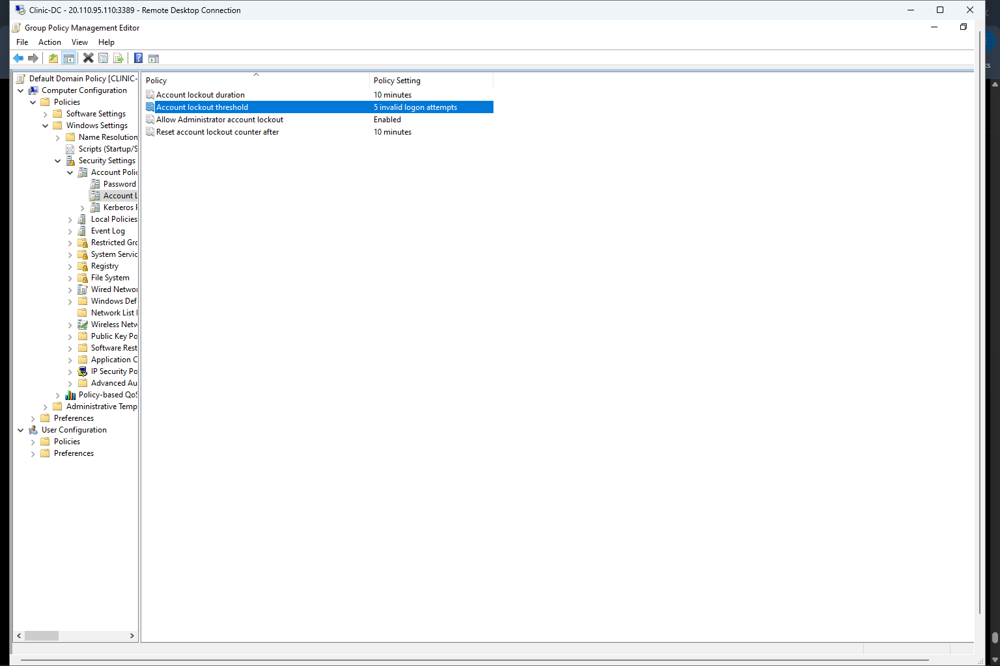 Clinic-DC - 20.110.95.110:3389 - Remote Desktop Connection
Group Policy Management Editor
File Action View Help
Default Domain Policy [CLINIC-
Computer Configuration
Policies
Software Settings
Windows Settings
Name Resolution
Scripts (Startup/S
Security Settings
Account Polic
Password
Account L
Kerberos P
Local Policies
Event Log
Restricted Gro
System Servic
Registry
File System
Wired Networ
Windows Def
Network List
Wireless Netw
Public Key Po
Software Rest
Application C
IP Security Po
Advanced Au
Policy-based QoS
Administrative Temp
Preferences
User Configuration
Policies
Preferences
Policy Policy Setting
Account lockout duration 10 minutes
Account lockout threshold 5 invalid logon attempts
Allow Administrator account lockout Enabled
Reset account lockout counter after 10 minutes